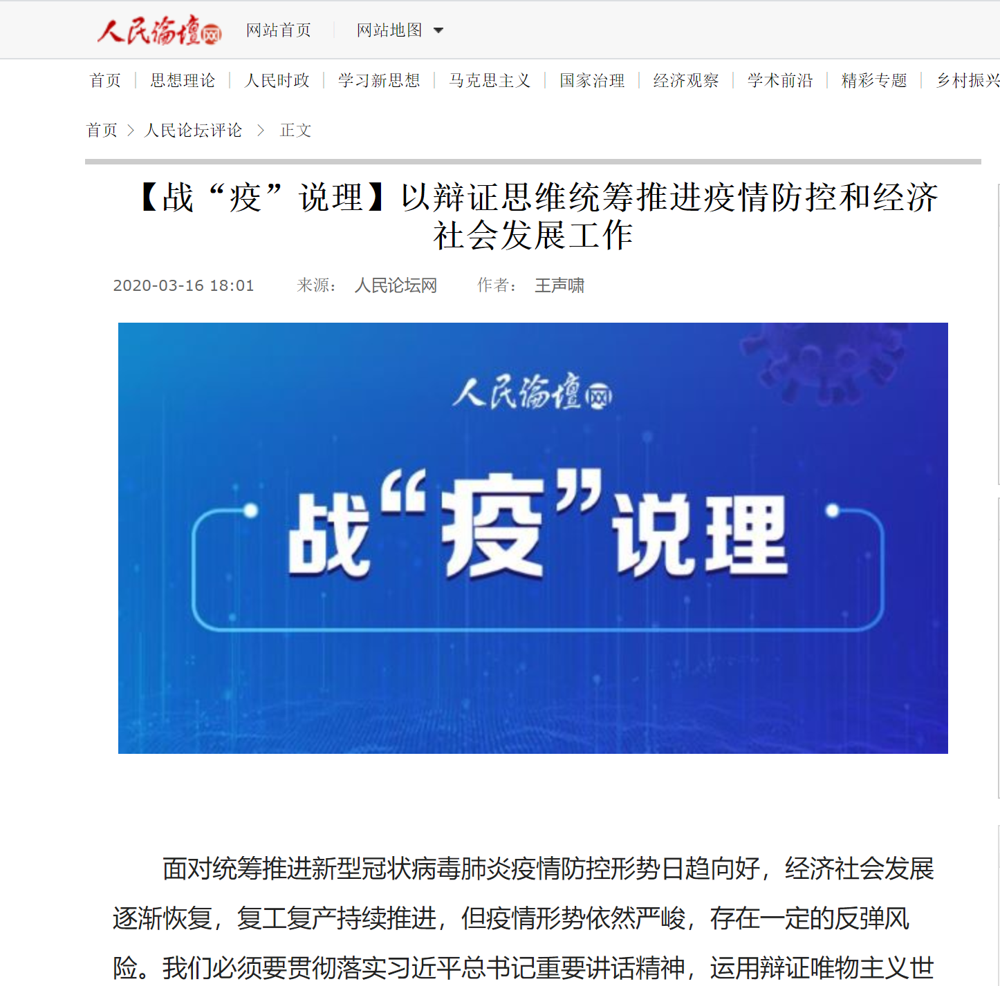 人民論壇网 网站首页 网站地图
首页 思想理论 人民时政 学习新思想 马克思主义 国家治理 经济观察 学术前沿 精彩专题 乡村振兴
首页 > 人民论坛评论 > 正文
【战“疫”说理】以辩证思维统筹推进疫情防控和经济
社会发展工作
2020-03-16 18:01 来源： 人民论坛网 作者： 王声啸
人民論壇网
战“疫”说理
面对统筹推进新型冠状病毒肺炎疫情防控形势日趋向好，经济社会发展
逐渐恢复，复工复产持续推进，但疫情形势依然严峻，存在一定的反弹风
险。我们必须要贯彻落实习近平总书记重要讲话精神，运用辩证唯物主义世